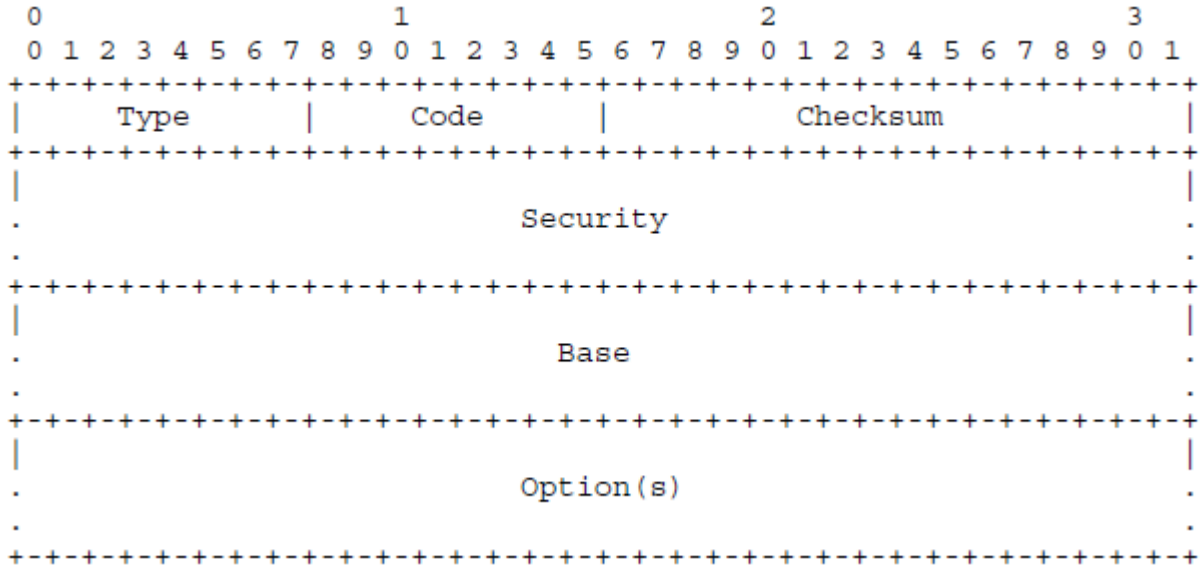 0 1 2 3
0 1 2 3 4 5 6 7 8 9 0 1 2 3 4 5 6 7 8 9 0 1 2 3 4 5 6 7 8 9 0 1
+-+-+-+-+-+-+-+-+-+-+-+-+-+-+-+-+-+-+-+-+-+-+-+-+-+-+-+-+-+-+-+-+
| Type | Code | Checksum |
+-+-+-+-+-+-+-+-+-+-+-+-+-+-+-+-+-+-+-+-+-+-+-+-+-+-+-+-+-+-+-+-+
| |
. Security .
. .
+-+-+-+-+-+-+-+-+-+-+-+-+-+-+-+-+-+-+-+-+-+-+-+-+-+-+-+-+-+-+-+-+
| |
. Base .
. .
+-+-+-+-+-+-+-+-+-+-+-+-+-+-+-+-+-+-+-+-+-+-+-+-+-+-+-+-+-+-+-+-+
| |
. Option(s) .
. .
+-+-+-+-+-+-+-+-+-+-+-+-+-+-+-+-+-+-+-+-+-+-+-+-+-+-+-+-+-+-+-+-+